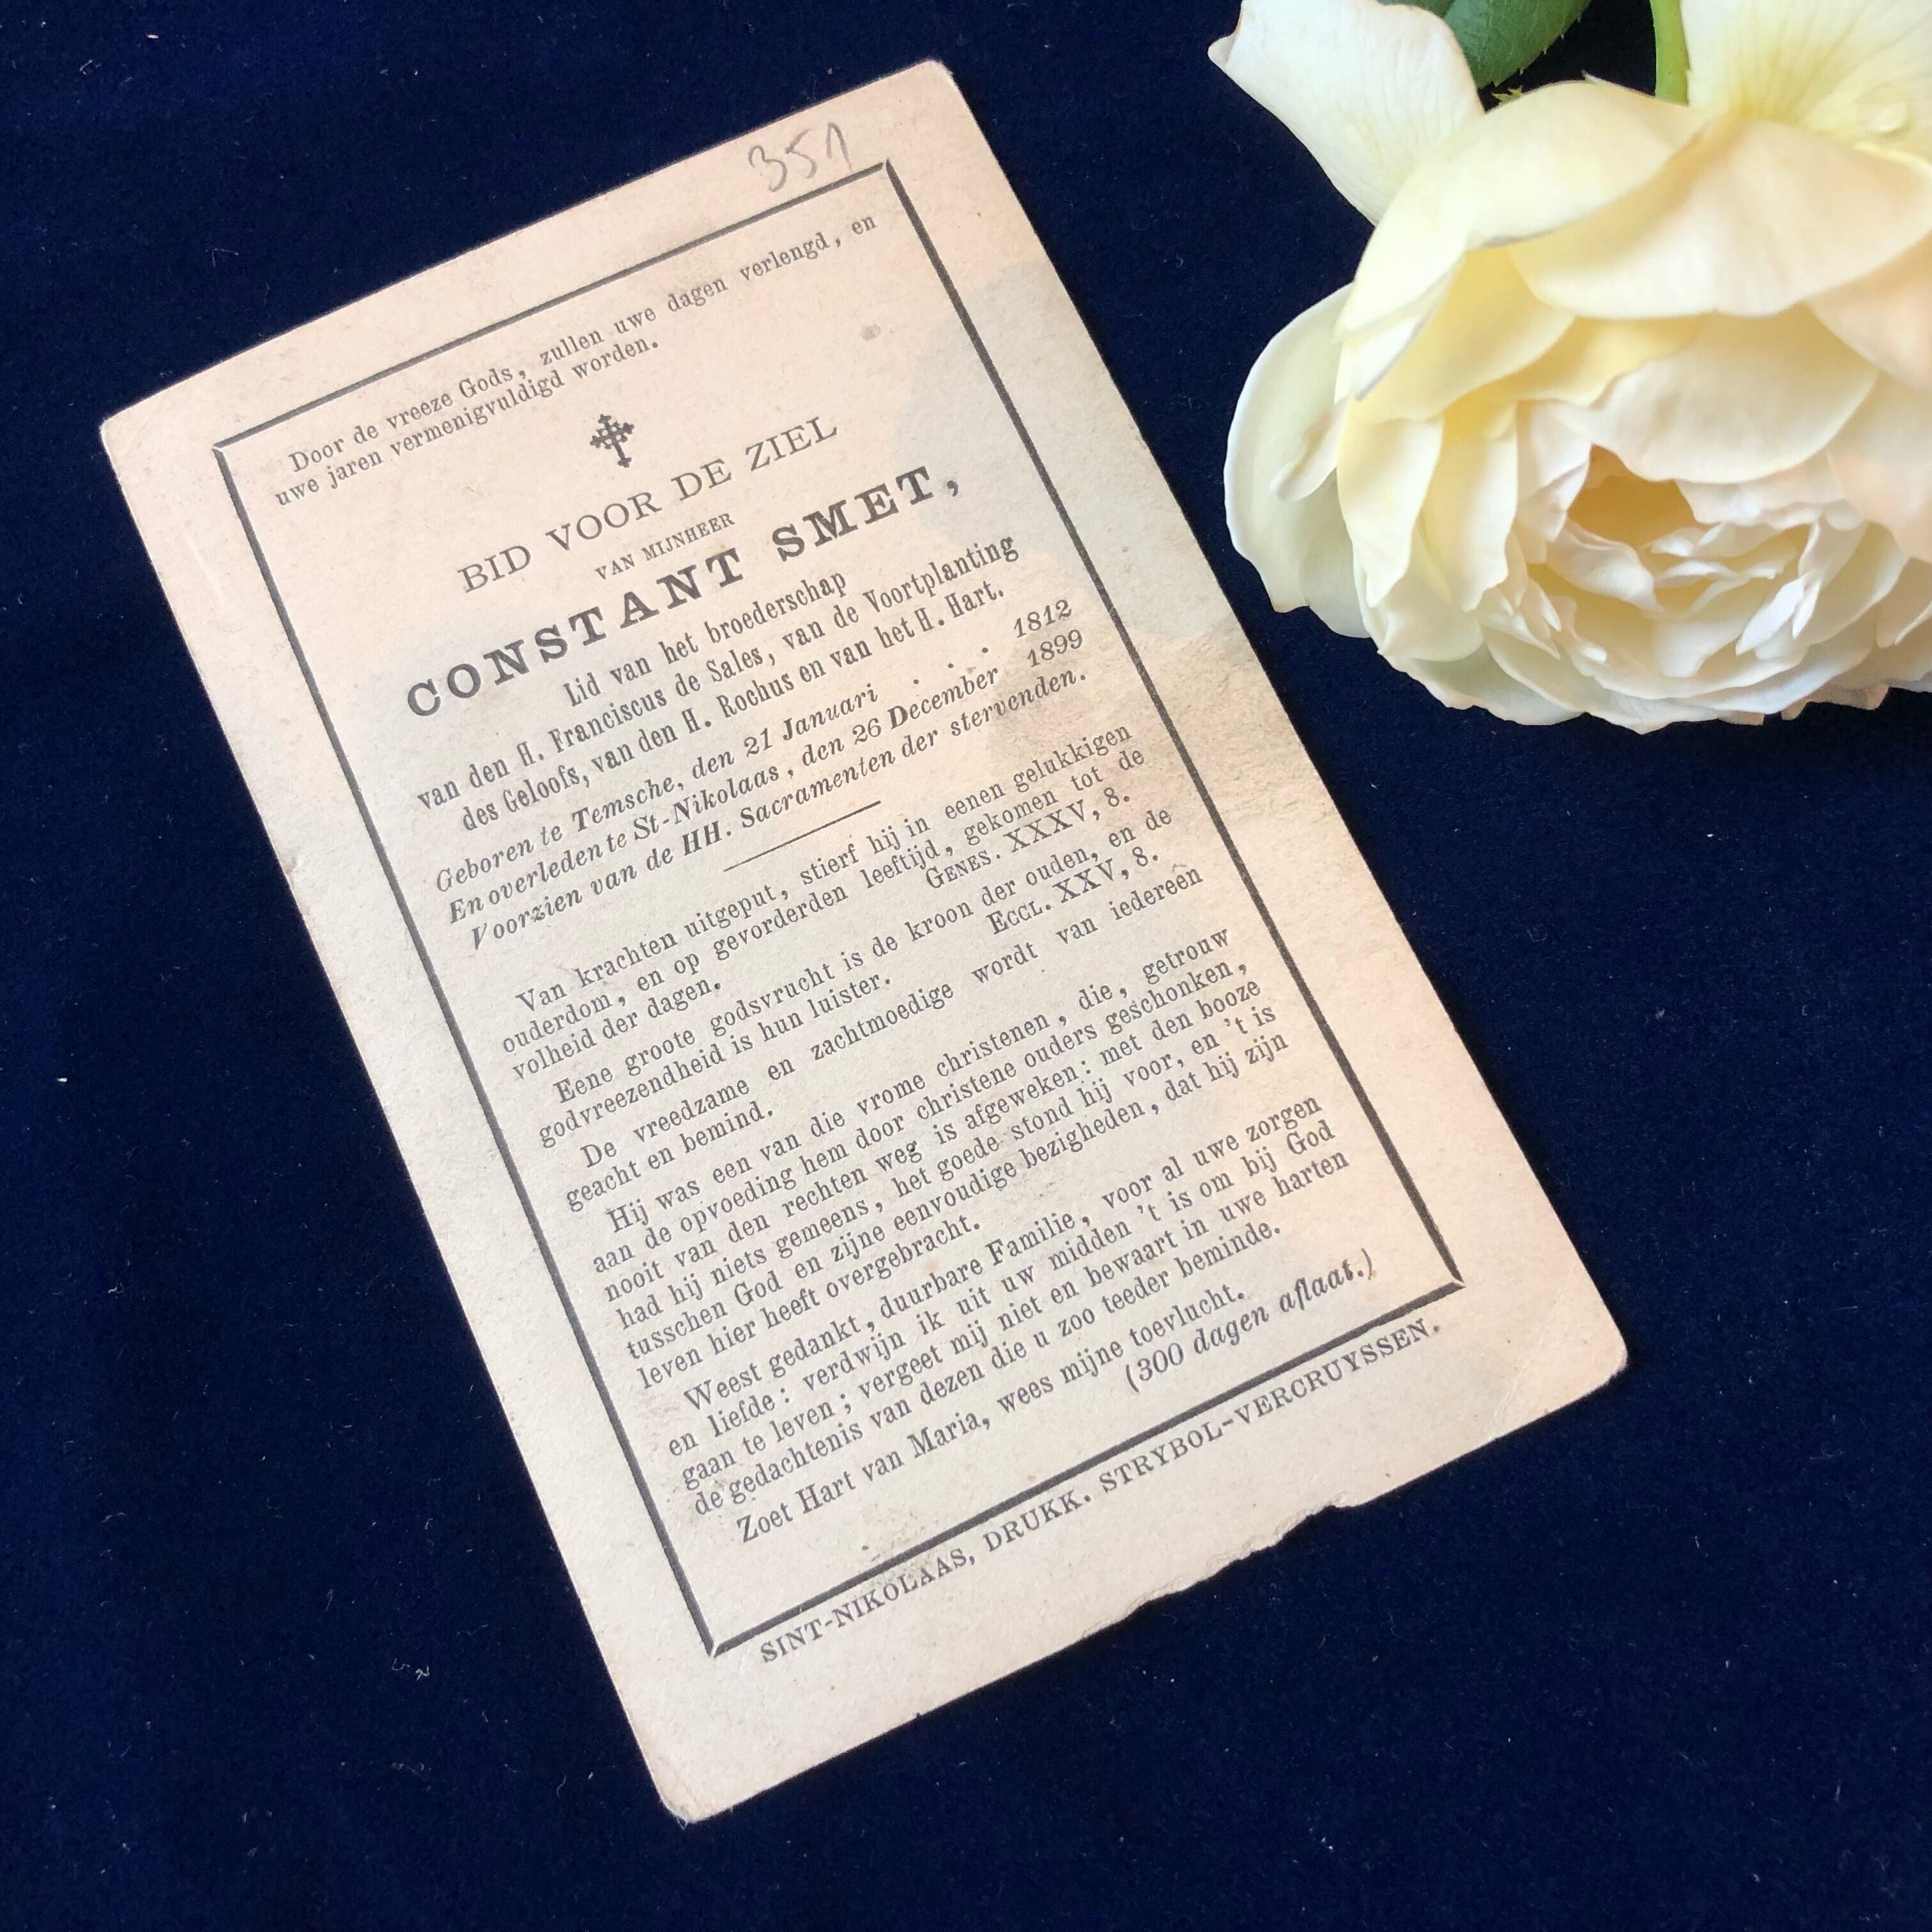 351
Door de vreeze Gods, zullen uwe dagen verlengd, en
uwe jaren vermenigvuldigd worden.
BID VOOR DE ZIEL
VAN MIJNHEER
CONSTANT SMET,
Lid van het broederschap
van den H. Franciscus de Sales, van de Voortplanting
des Geloofs, van den H. Rochus en van het H. Hart.
Geboren te Temsche, den 21 Januari . . . 1812
En overleden te St-Nikolaas, den 26 December 1899
Voorzien van de HH. Sacramenten der stervenden.
Van krachten uitgeput, stierf hij in eenen gelukkigen
ouderdom, en op gevorderden leeftijd, gekomen tot de
volheid der dagen. GENES. XXXV, 8.
Eene groote godsvrucht is de kroon der ouden, en de
godvreezendheid is hun luister. ECCL. XXV, 8.
De vreedzame en zachtmoedige wordt van iedereën
geacht en bemind.
Hij was een van die vrome christenen, die, getrouw
aan de opvoeding hem door christene ouders geschonken,
nooit van den rechten weg is afgeweken: met den booze
had hij niets gemeens, het goede stond hij voor, en 't is
tusschen God en zijne eenvoudige bezigheden, dat hij zijn
leven hier heeft overgebracht.
Weest gedankt, duurbare Familie, voor al uwe zorgen
en liefde: verdwijn ik uit uw midden 't is om bij God
gaan te leven; vergeet mij niet en bewaart in uwe harten
de gedachtenis van dezen die u zoo teeder beminde.
Zoet Hart van Maria, wees mijne toevlucht.
(300 dagen aflaat.)
SINT-NIKOLAAS, DRUKK. STRYBOL-VERCRUYSSEN.